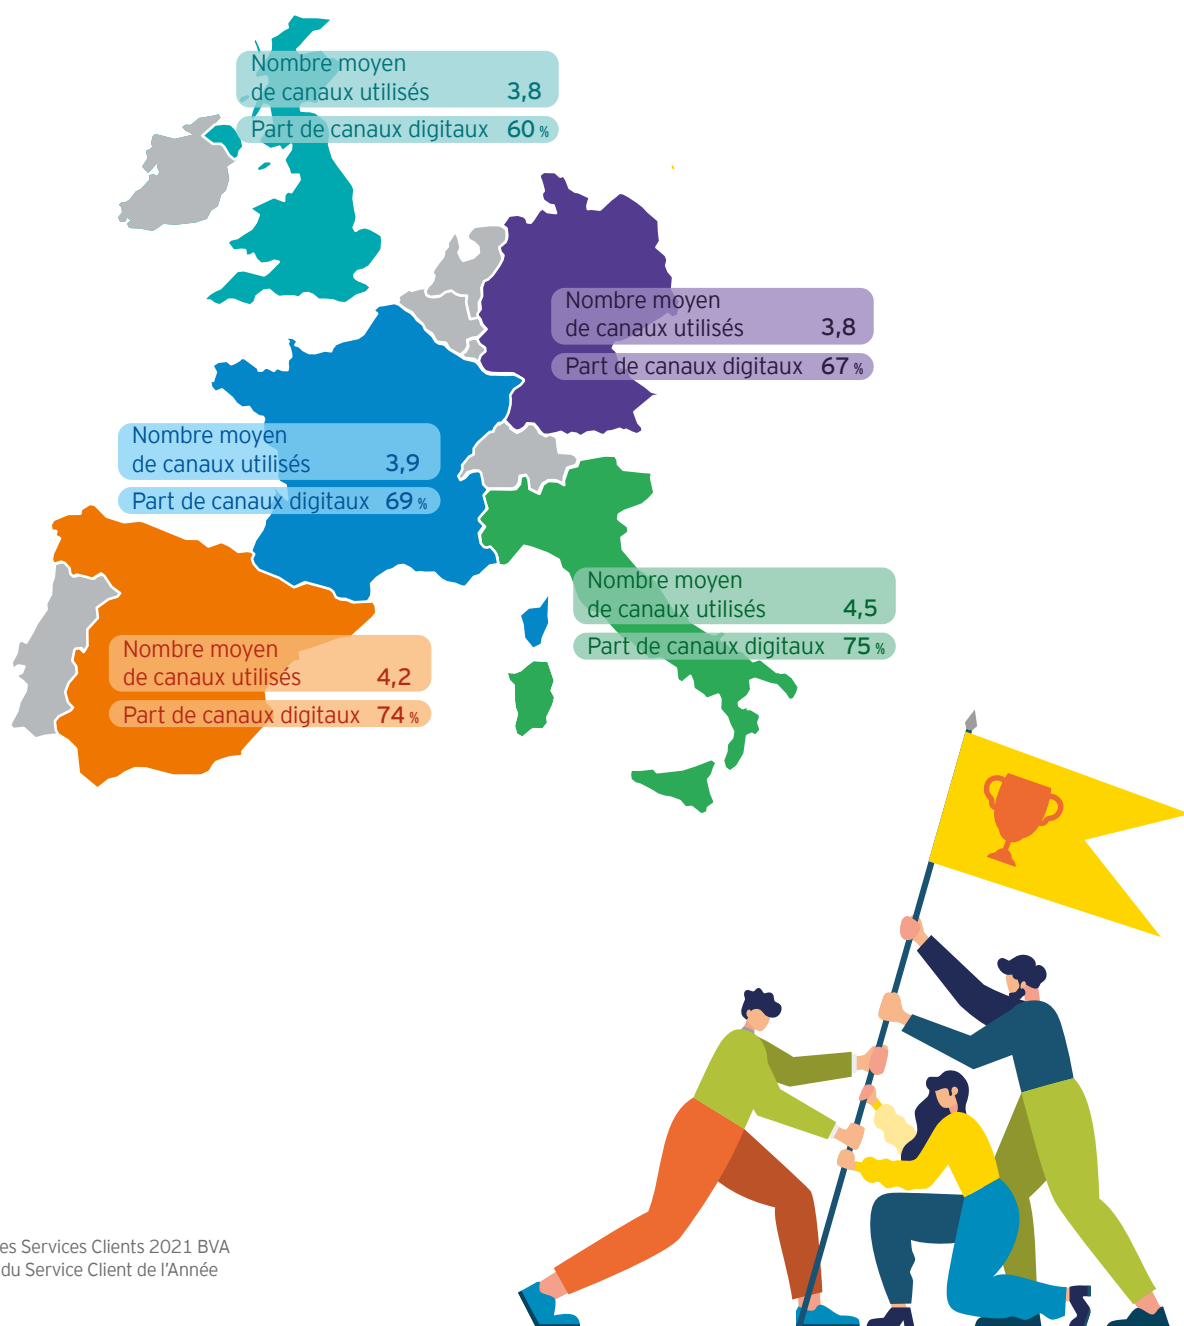 Nombre moyen
de canaux utilisés 3,8
Part de canaux digitaux 60 %
Nombre moyen
de canaux utilisés 3,8
Part de canaux digitaux 67 %
Nombre moyen
de canaux utilisés 3,9
Part de canaux digitaux 69 %
Nombre moyen
de canaux utilisés 4,5
Part de canaux digitaux 75 %
Nombre moyen
de canaux utilisés 4,2
Part de canaux digitaux 74 %
es Services Clients 2021 BVA
du Service Client de l'Année